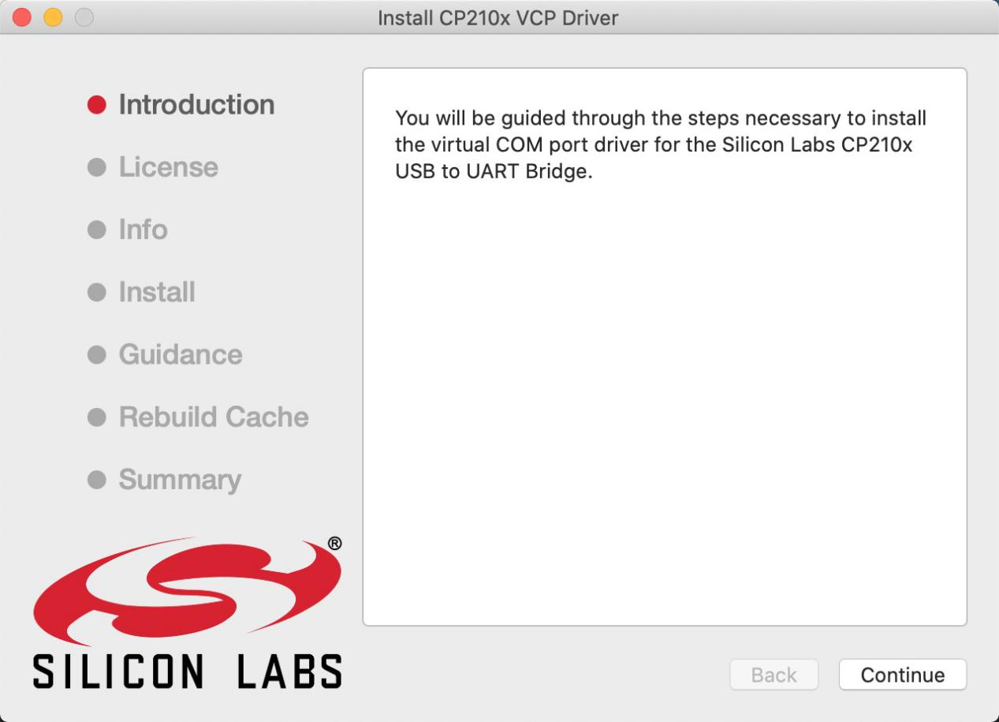 Install CP210x VCP Driver
Introduction
License
Info
Install
Guidance
Rebuild Cache
Summary
You will be guided through the steps necessary to install
the virtual COM port driver for the Silicon Labs CP210x
USB to UART Bridge.
®
SILICON LABS
Back
Continue